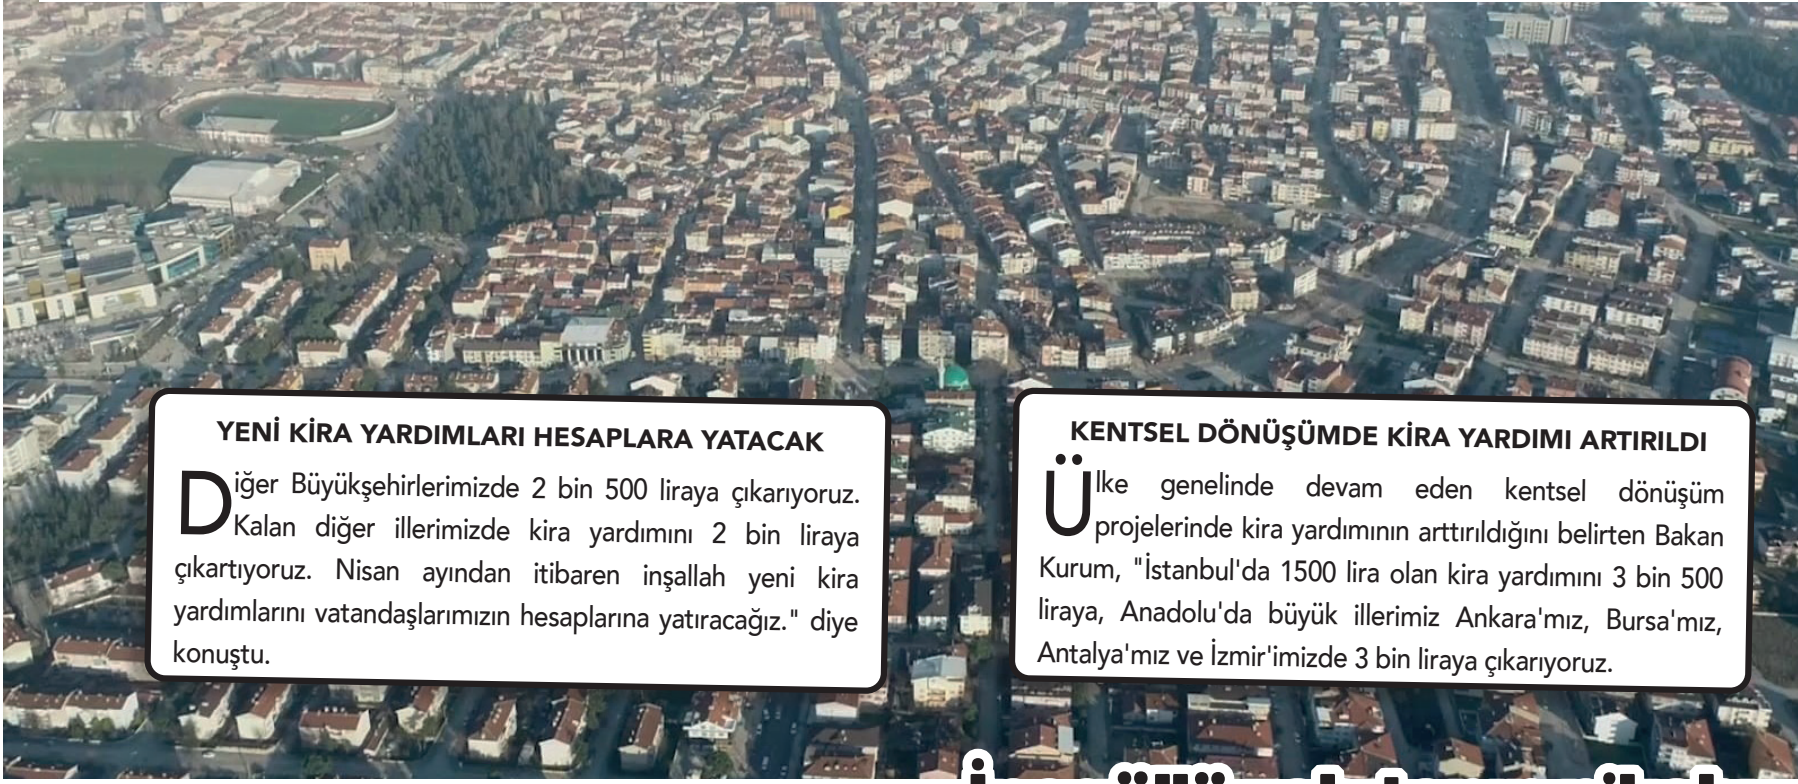 YENİ KİRA YARDIMLARI HESAPLARA YATACAK
Diğer Büyükşehirlerimizde 2 bin 500 liraya çıkarıyoruz.
Kalan diğer illerimizde kira yardımını 2 bin liraya
çıkartıyoruz. Nisan ayından itibaren inşallah yeni kira
yardımlarını vatandaşlarımızın hesaplarına yatıracağız." diye
konuştu.
KENTSEL DÖNÜŞÜMDE KİRA YARDIMI ARTIRILDI
Ülke genelinde devam eden kentsel dönüşüm
projelerinde kira yardımının arttırıldığını belirten Bakan
Kurum, "İstanbul'da 1500 lira olan kira yardımını 3 bin 500
liraya, Anadolu'da büyük illerimiz Ankara'mız, Bursa'mız,
Antalya'mız ve İzmir'imizde 3 bin liraya çıkarıyoruz.